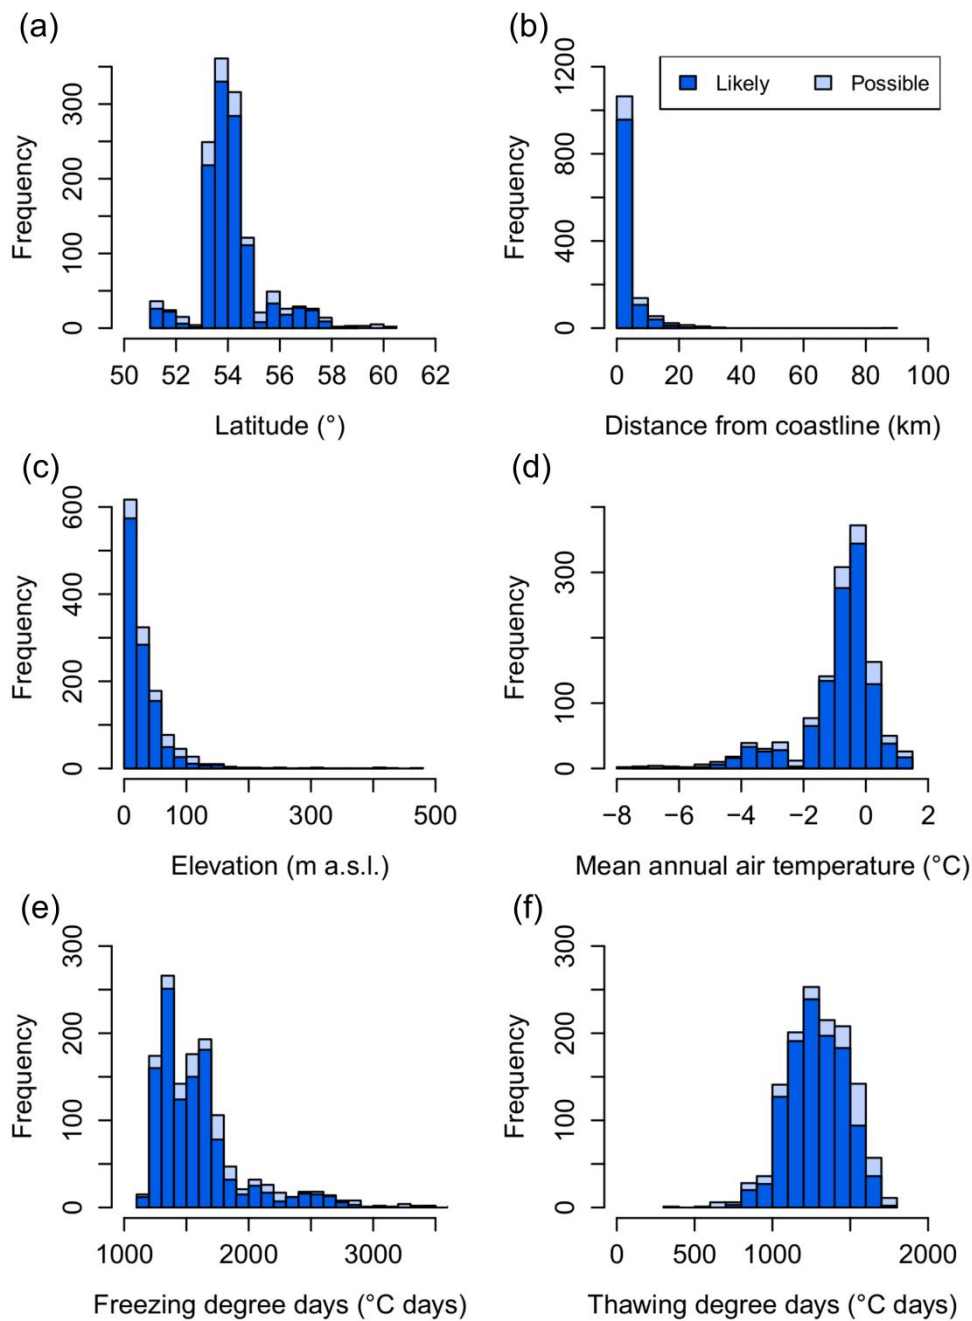 (a)
Frequency
0 100 200 300
50 52 54 56 58 60 62
Latitude (°)
(b)
Likely Possible
Frequency
0 400 800 1200
0 20 40 60 80 100
Distance from coastline (km)
(c)
Frequency
0 200 400 600
0 100 300 500
Elevation (m a.s.l.)
(d)
Frequency
0 100 300
−8 −6 −4 −2 0 2
Mean annual air temperature (°C)
(e)
Frequency
0 100 200 300
1000 2000 3000
Freezing degree days (°C days)
(f)
Frequency
0 100 200 300
0 500 1000 2000
Thawing degree days (°C days)